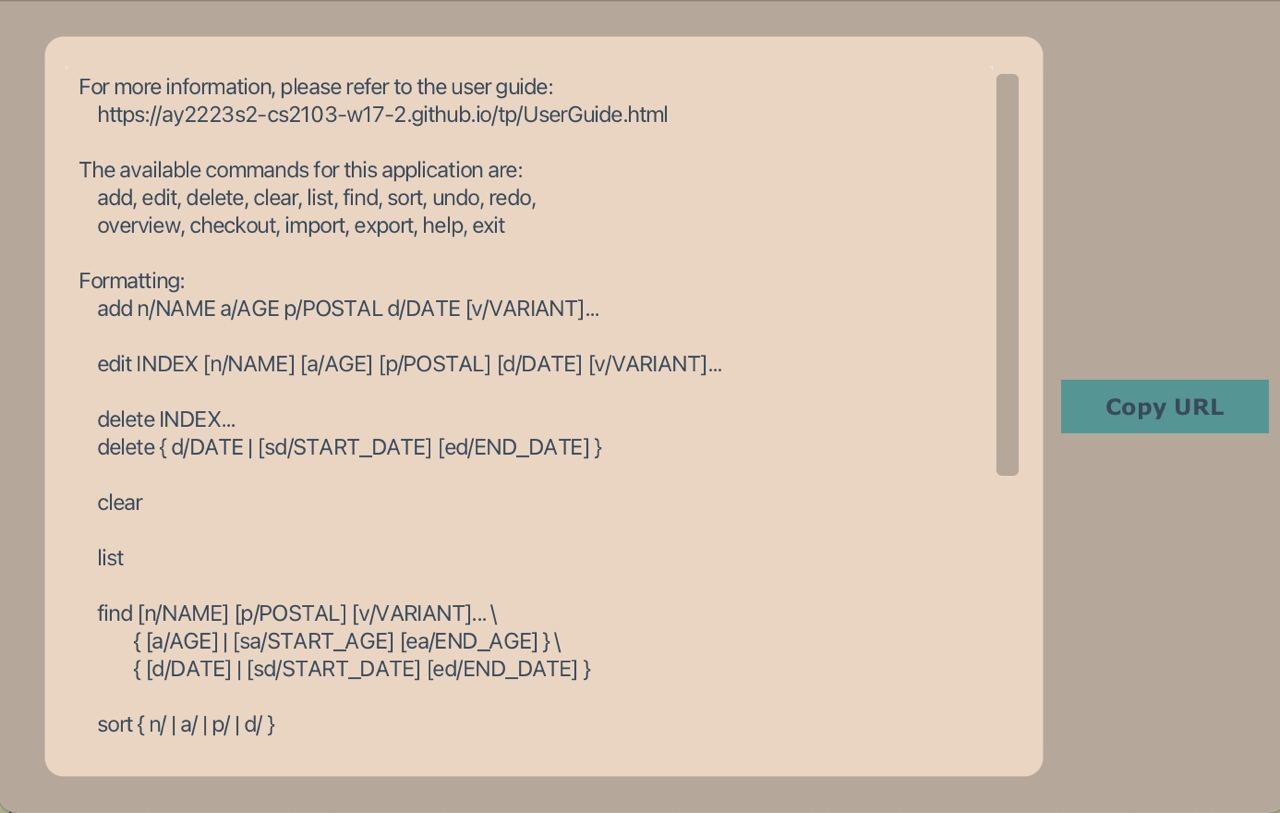 For more information, please refer to the user guide:
https://ay2223s2-cs2103-w17-2.github.io/tp/UserGuide.html
The available commands for this application are:
add, edit, delete, clear, list, find, sort, undo, redo,
overview, checkout, import, export, help, exit
Formatting:
add n/NAME a/AGE p/POSTAL d/DATE [v/VARIANT]...
edit INDEX [n/NAME] [a/AGE] [p/POSTAL] [d/DATE] [v/VARIANT]...
delete INDEX...
delete { d/DATE | [sd/START_DATE] [ed/END_DATE] }
clear
list
find [n/NAME] [p/POSTAL] [v/VARIANT]... \
{ [a/AGE] | [sa/START_AGE] [ea/END_AGE] } \
{ [d/DATE] | [sd/START_DATE] [ed/END_DATE] }
sort { n/ | a/ | p/ | d/ }
Copy URL